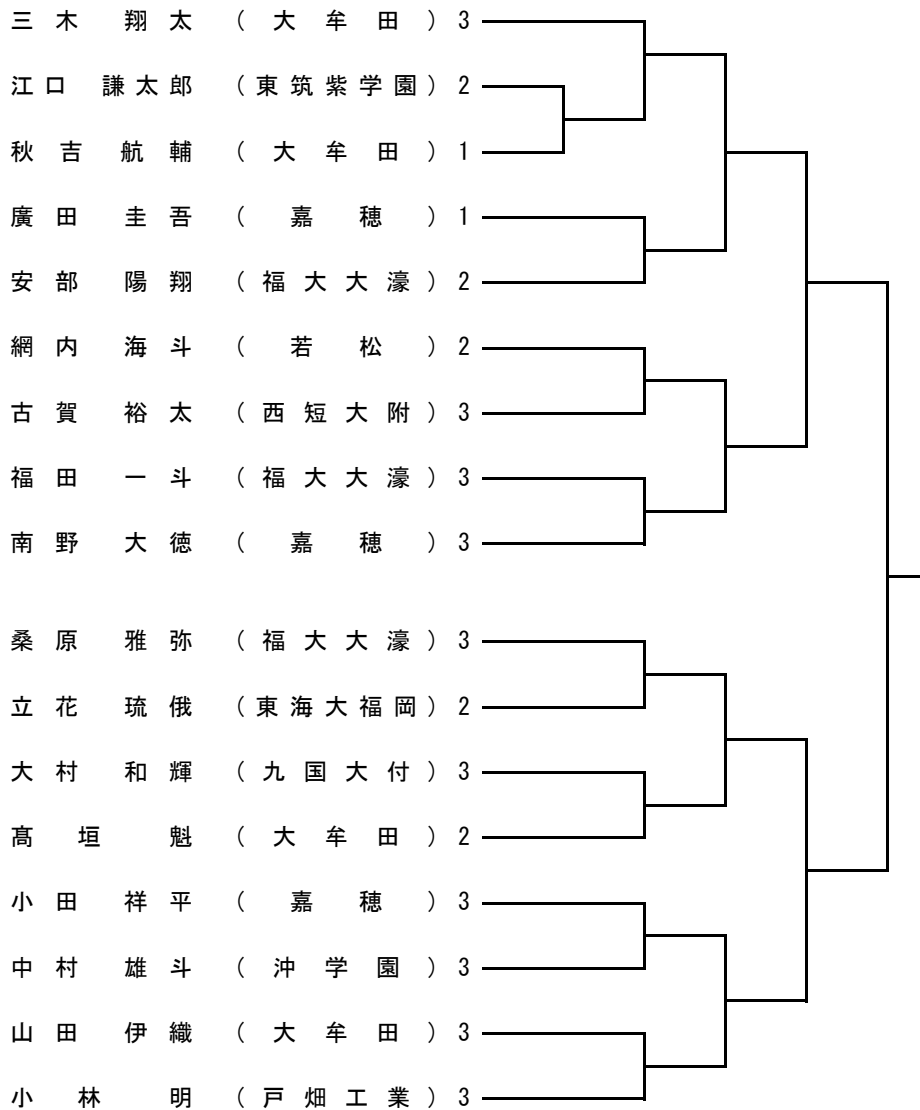 三木 翔太 （大牟田） 3
江口 謙太郎 （東筑紫学園） 2
秋吉 航輔 （大牟田） 1
廣田 圭吾 （嘉穂） 1
安部 陽翔 （福大大濠） 2
網内 海斗 （若松） 2
古賀 裕太 （西短大附） 3
福田 一斗 （福大大濠） 3
南野 大徳 （嘉穂） 3
桑原 雅弥 （福大大濠） 3
立花 琉俄 （東海大福岡） 2
大村 和輝 （九国大付） 3
髙垣 魁 （大牟田） 2
小田 祥平 （嘉穂） 3
中村 雄斗 （沖学園） 3
山田 伊織 （大牟田） 3
小林 明 （戸畑工業） 3